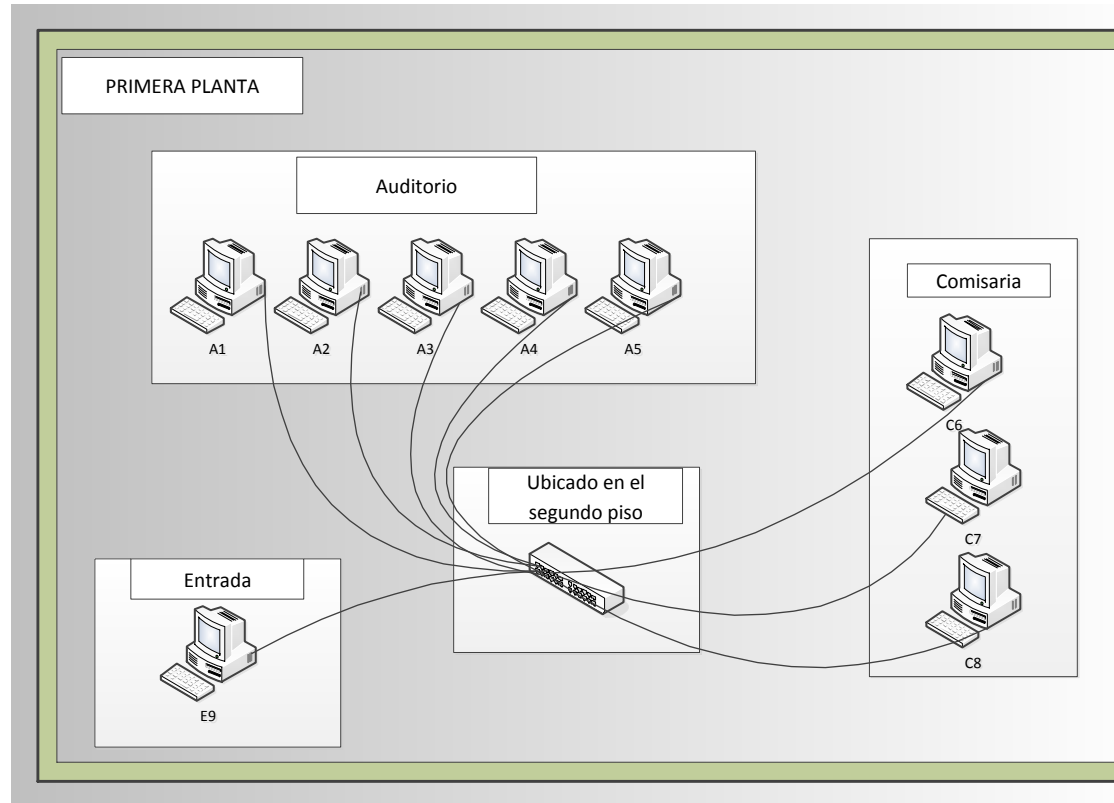 PRIMERA PLANTA
Auditorio
A1
A2
A3
A4
A5
Comisaria
C6
C7
C8
Ubicado en el
segundo piso
Entrada
E9